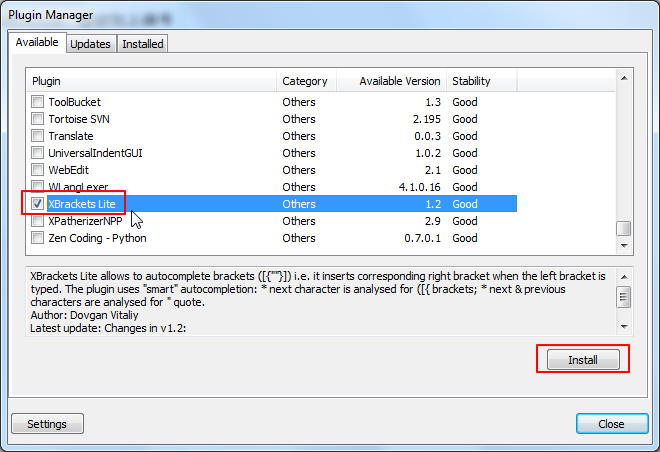 Plugin Manager
Available Updates Installed
Plugin Category Available Version Stability
ToolBucket Others 1.3 Good
Tortoise SVN Others 2.195 Good
Translate Others 0.0.3 Good
UniversalIndentGUI Others 1.0.2 Good
WebEdit Others 2.1 Good
WLangLexer Others 4.1.0.16 Good
XBrackets Lite Others 1.2 Good
XPatherizerNPP Others 2.9 Good
Zen Coding - Python Others 0.7.0.1 Good
XBrackets Lite allows to autocomplete brackets ([{""}]) i.e. it inserts corresponding right bracket when the left bracket is
typed. The plugin uses "smart" autocompletion: * next character is analysed for ([{ brackets; * next & previous
characters are analysed for " quote.
Author: Dovgan Vitaliy
Latest update: Changes in v1.2:
Install
Settings Close